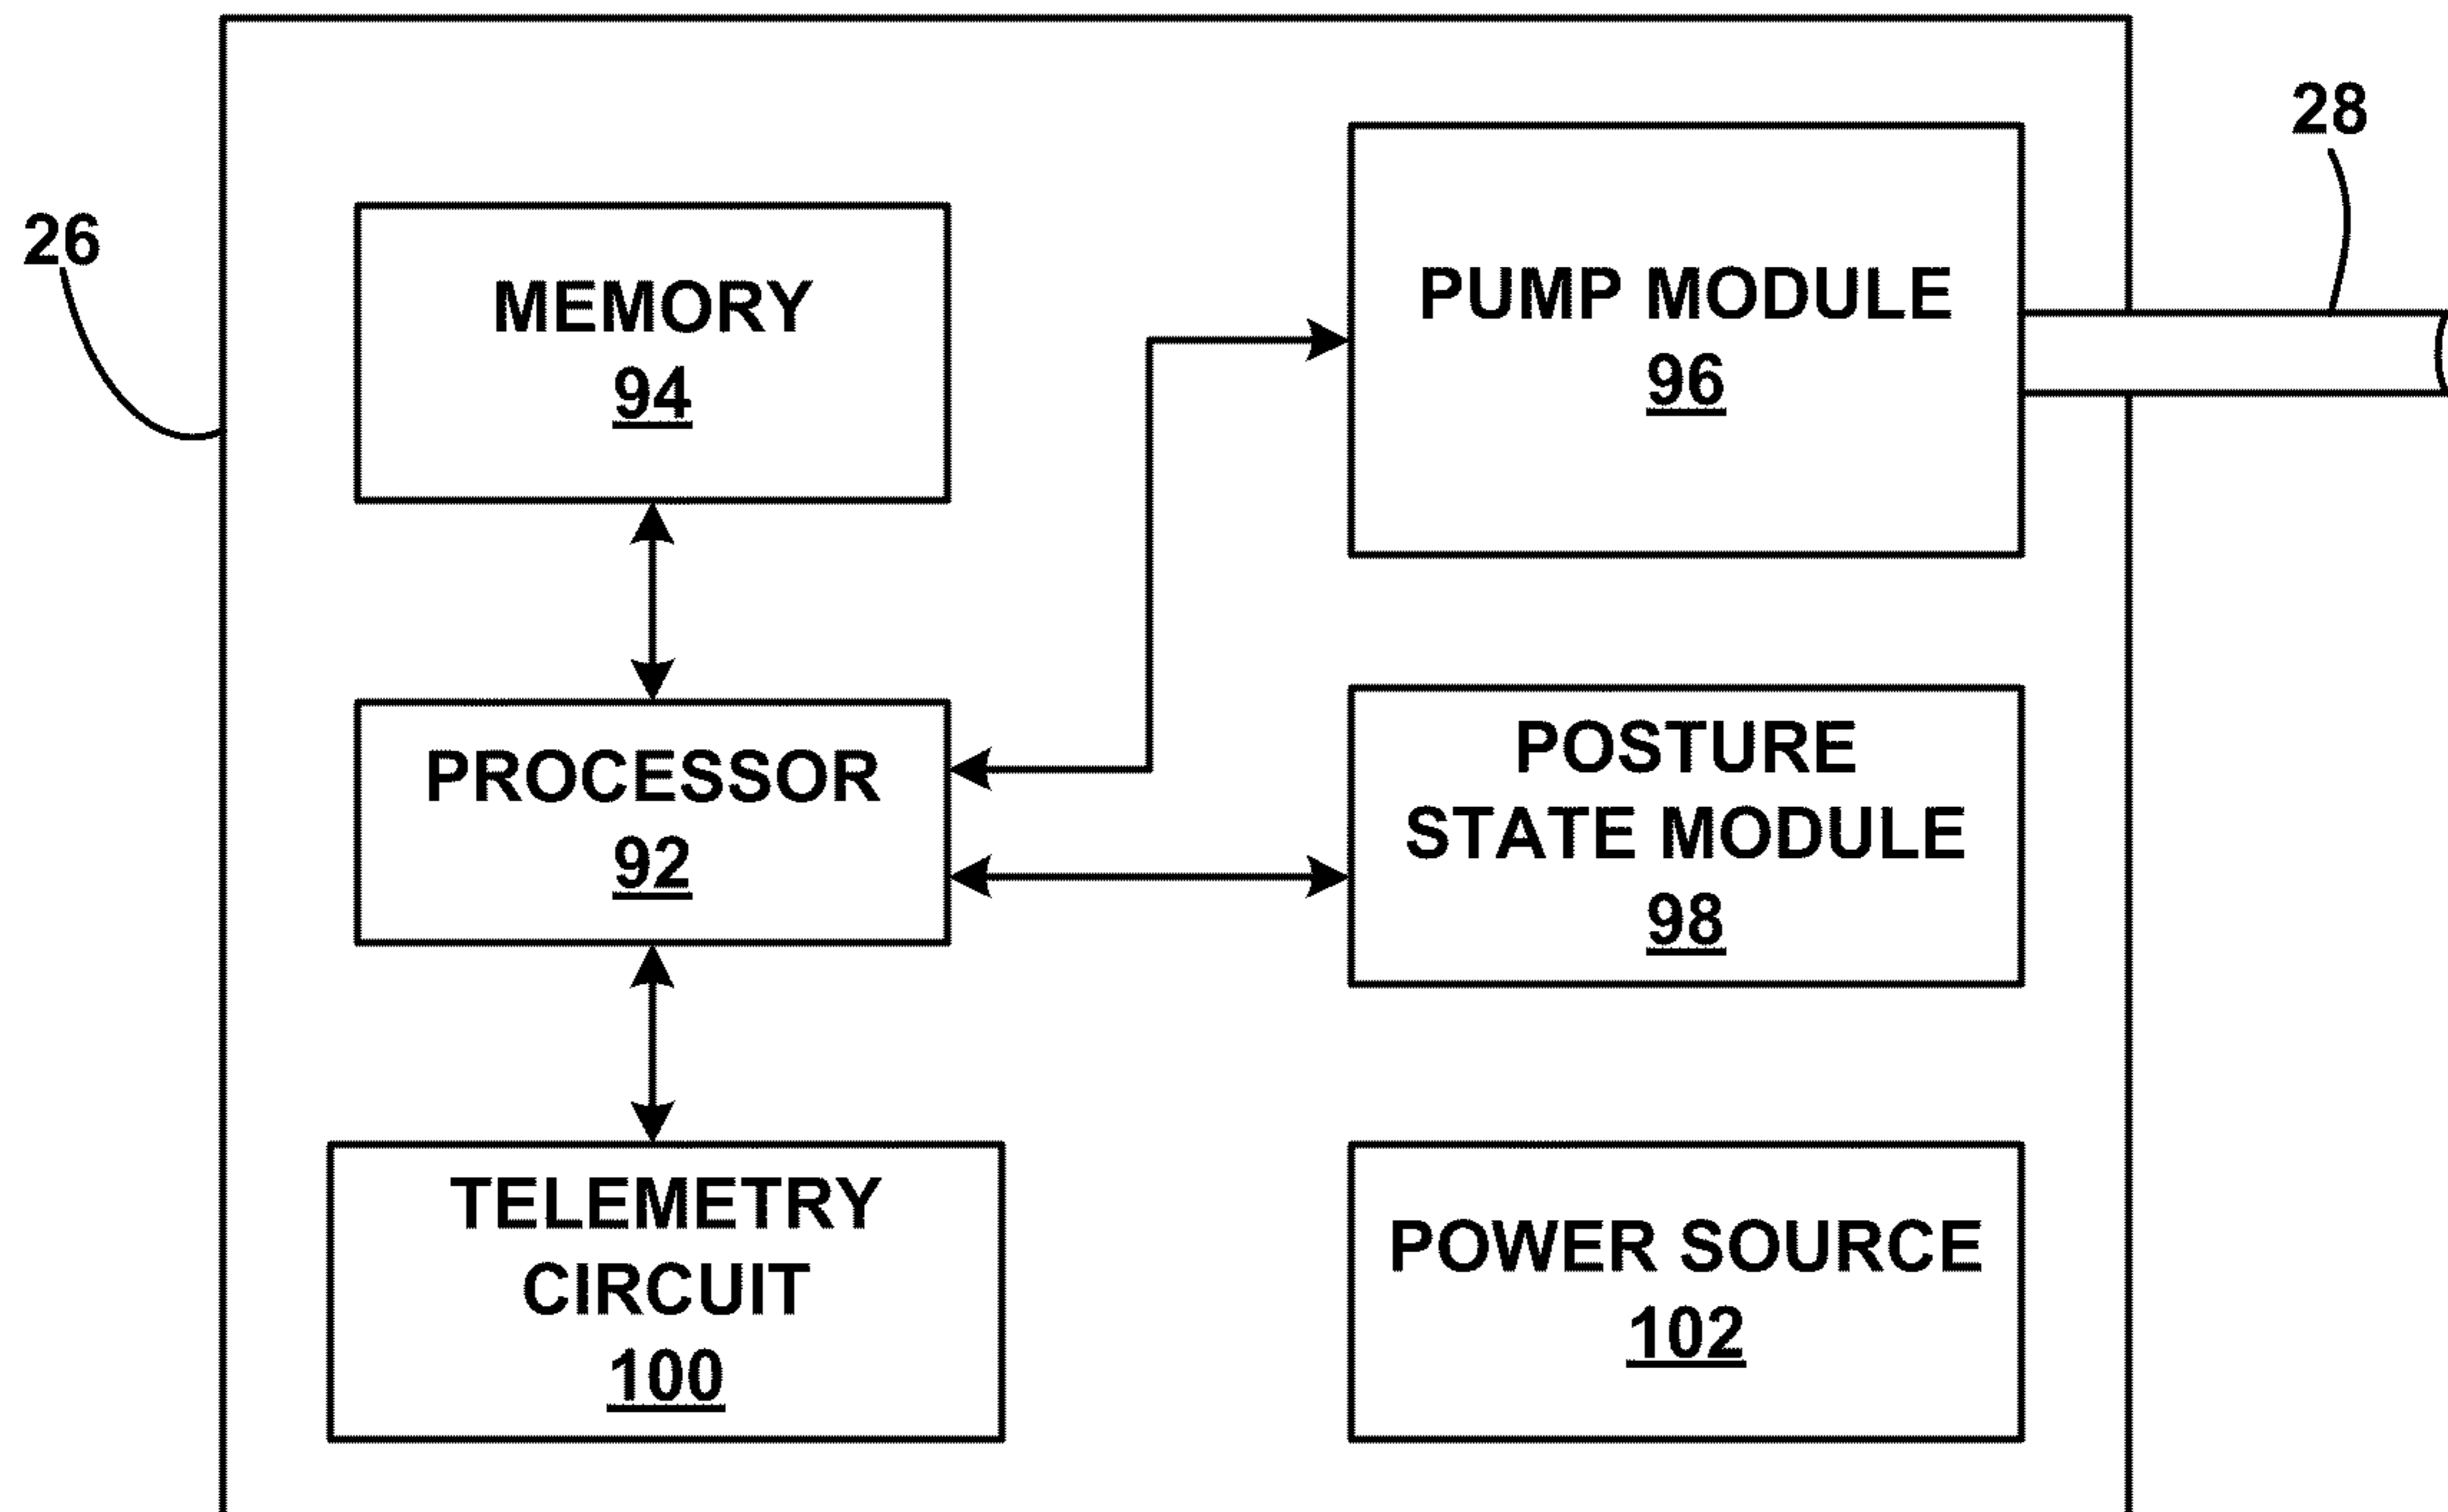 28
26
MEMORY
94
PUMP MODULE
96
PROCESSOR
92
POSTURE
STATE MODULE
98
TELEMETRY
CIRCUIT
100
POWER SOURCE
102